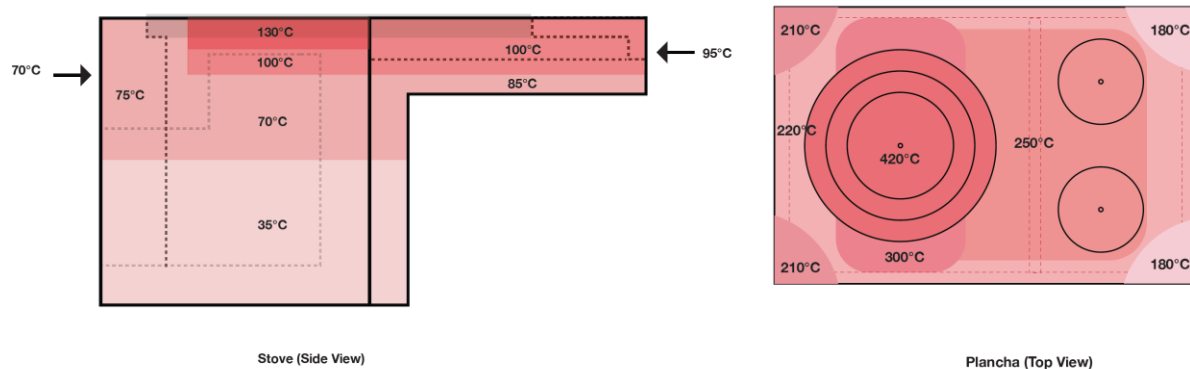 130°C
100°C
100°C
70°C
95°C
85°C
75°C
70°C
35°C
Stove (Side View)
210°C
180°C
220°C
250°C
420°C
300°C
210°C
180°C
Plancha (Top View)